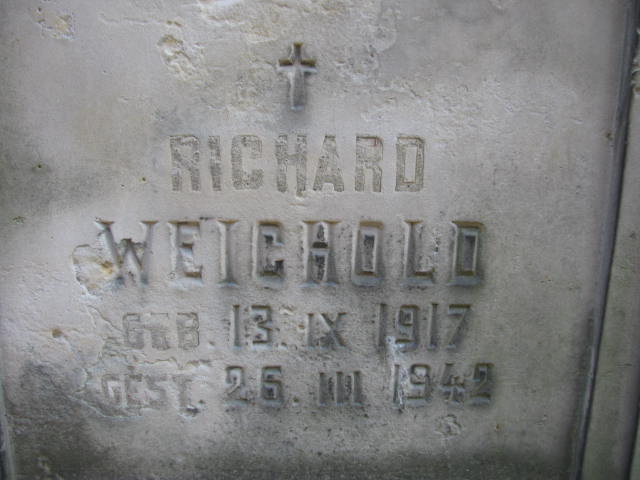 RICHARD
WEICHOLD
GEB. 13. IX 1917
GEST. 26. III 1942